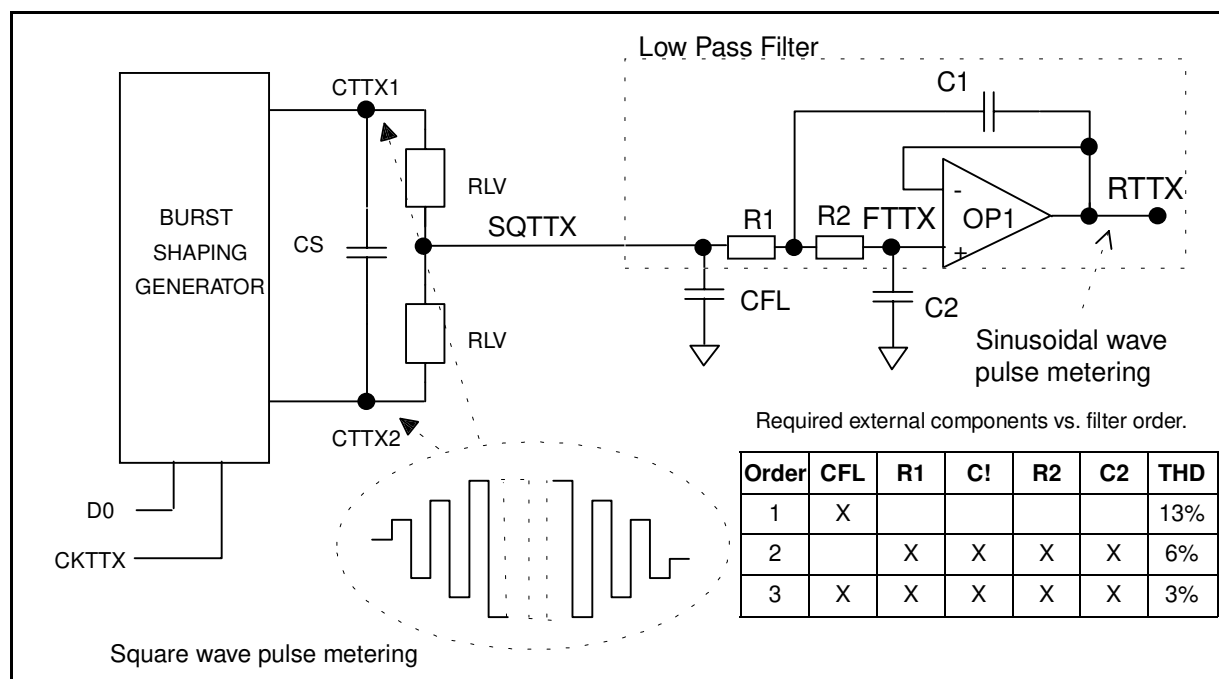 Low Pass Filter
CTTX1
C1
RLV
BURST
SHAPING
GENERATOR
CS
SQTTX
R1
R2
FTTX
-
OP1
+
RTTX
CFL
C2
RLV
Sinusoidal wave
pulse metering
CTTX2
D0
CKTTX
Square wave pulse metering
Required external components vs. filter order.
Order CFL R1 C! R2 C2 THD
1 X 13%
2 X X X X 6%
3 X X X X X 3%